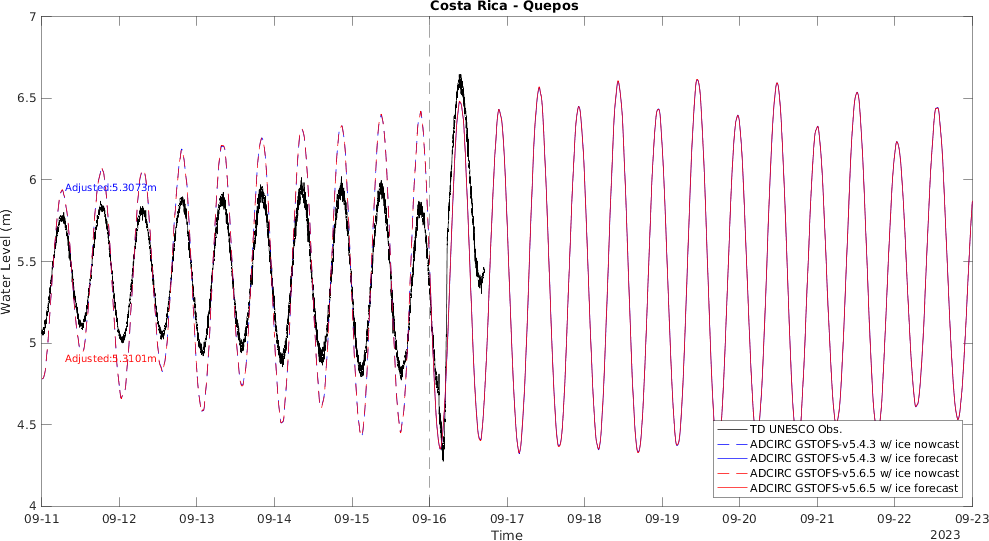 Costa Rica - Quepos
7
6.5
6
5.5
5
4.5
4
Water Level (m)
Adjusted:5.3073m
Adjusted:5.3101m
TD UNESCO Obs.
ADCIRC GSTOFS-v5.4.3 w/ ice nowcast
ADCIRC GSTOFS-v5.4.3 w/ ice forecast
ADCIRC GSTOFS-v5.6.5 w/ ice nowcast
ADCIRC GSTOFS-v5.6.5 w/ ice forecast
09-11 09-12 09-13 09-14 09-15 09-16 09-17 09-18 09-19 09-20 09-21 09-22 09-23
Time
2023